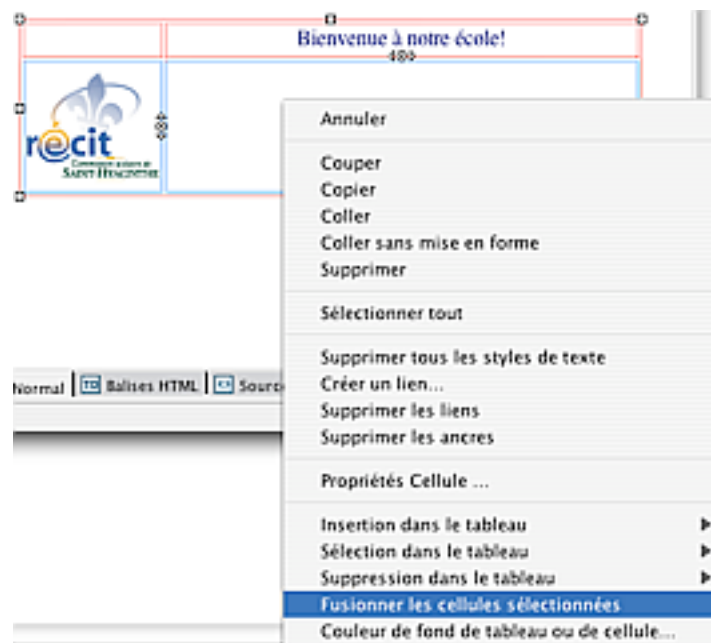 Bienvenue à notre école!
récit
SAINT-HYACINTHE
Annuler
Couper
Copier
Coller
Coller sans mise en forme
Supprimer
Sélectionner tout
Supprimer tous les styles de texte
Créer un lien...
Supprimer les liens
Supprimer les ancres
Normal TD Balises HTML Source
Propriétés Cellule ...
Insertion dans le tableau
Sélection dans le tableau
Suppression dans le tableau
Fusionner les cellules sélectionnées
Couleur de fond de tableau ou de cellule...